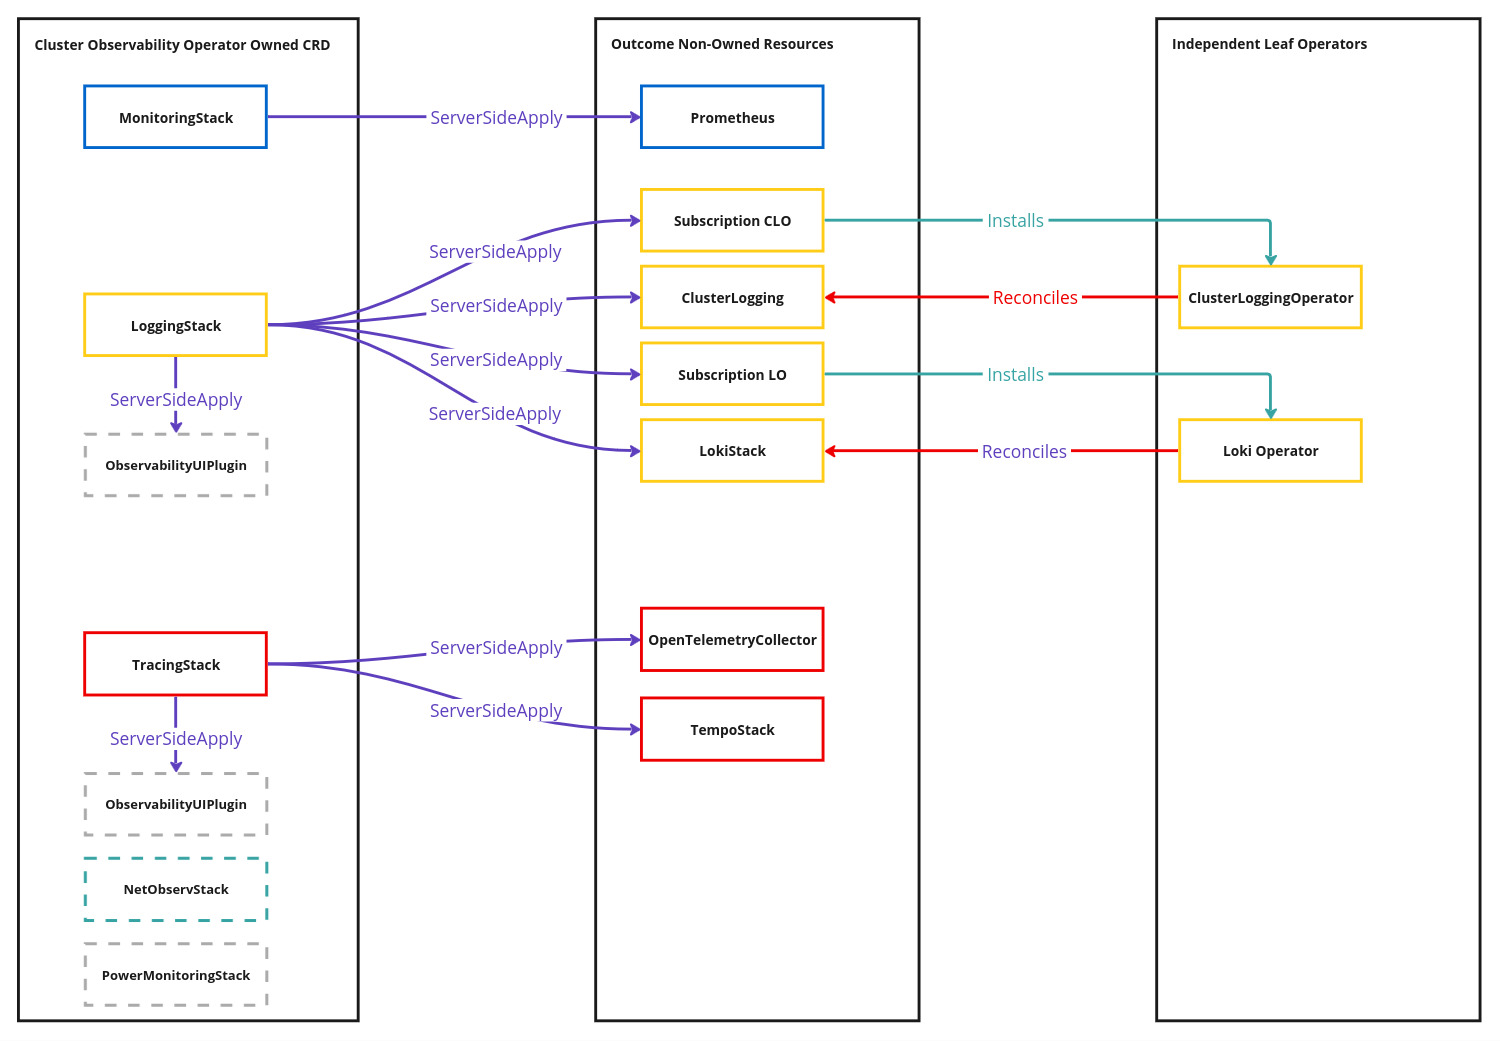 Cluster Observability Operator Owned CRD
MonitoringStack
LoggingStack
ServerSideApply
ObservabilityUIPlugin
TracingStack
ServerSideApply
ObservabilityUIPlugin
NetObservStack
PowerMonitoringStack
ServerSideApply
ServerSideApply
ServerSideApply
ServerSideApply
ServerSideApply
ServerSideApply
ServerSideApply
Outcome Non-Owned Resources
Prometheus
Subscription CLO
ClusterLogging
Subscription LO
LokiStack
OpenTelemetryCollector
TempoStack
Installs
Reconciles
Installs
Reconciles
Independent Leaf Operators
ClusterLoggingOperator
Loki Operator